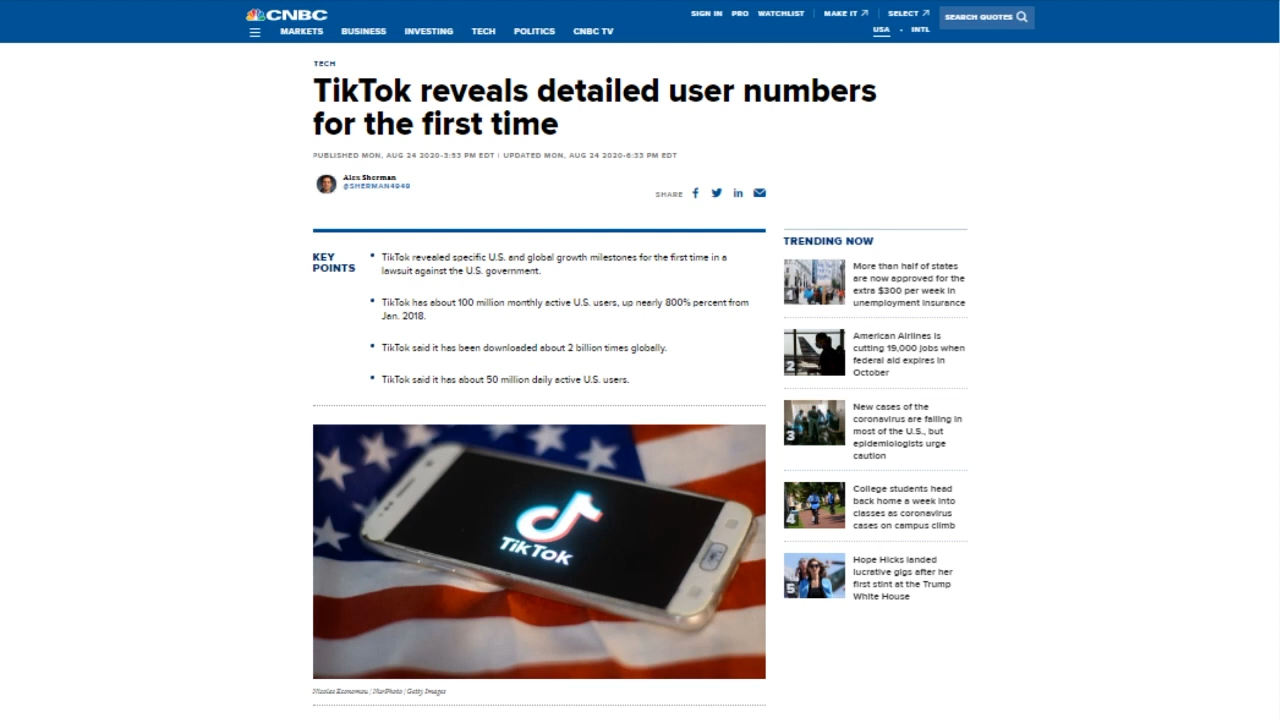 CNBC
SIGN IN PRO WATCHLIST MAKE IT SELECT
SEARCH QUOTES
USA INTL
MARKETS BUSINESS INVESTING TECH POLITICS CNBC TV
TECH
TikTok reveals detailed user numbers
for the first time
PUBLISHED MON, AUG 24 2020-3:53 PM EDT | UPDATED MON, AUG 24 2020-6:33 PM EDT
Alex Sherman
@SHERMAN4949
SHARE
KEY
POINTS
TikTok revealed specific U.S. and global growth milestones for the first time in a
lawsuit against the U.S. government.
TikTok has about 100 million monthly active U.S. users, up nearly 800% percent from
Jan. 2018.
TikTok said it has been downloaded about 2 billion times globally.
TikTok said it has about 50 million daily active U.S. users.
TikTok
Nicolas Economou | NurPhoto | Getty Images
TRENDING NOW
1
More than half of states
are now approved for the
extra $300 per week in
unemployment insurance
2
American Airlines is
cutting 19,000 jobs when
federal aid expires in
October
3
New cases of the
coronavirus are falling in
most of the U.S., but
epidemiologists urge
caution
4
College students head
back home a week into
classes as coronavirus
cases on campus climb
5
Hope Hicks landed
lucrative gigs after her
first stint at the Trump
White House